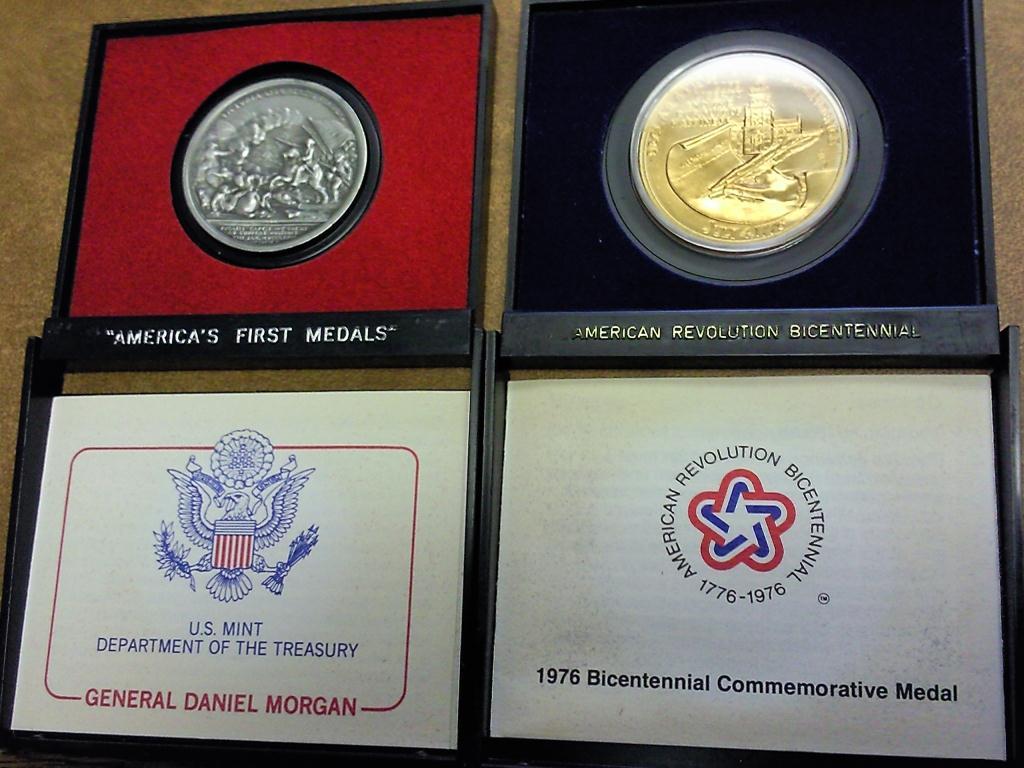 "AMERICA'S FIRST MEDALS"
AMERICAN REVOLUTION BICENTENNIAL
U.S. MINT
DEPARTMENT OF THE TREASURY
GENERAL DANIEL MORGAN
AMERICAN REVOLUTION BICENTENNIAL
1776-1976
TM
1976 Bicentennial Commemorative Medal